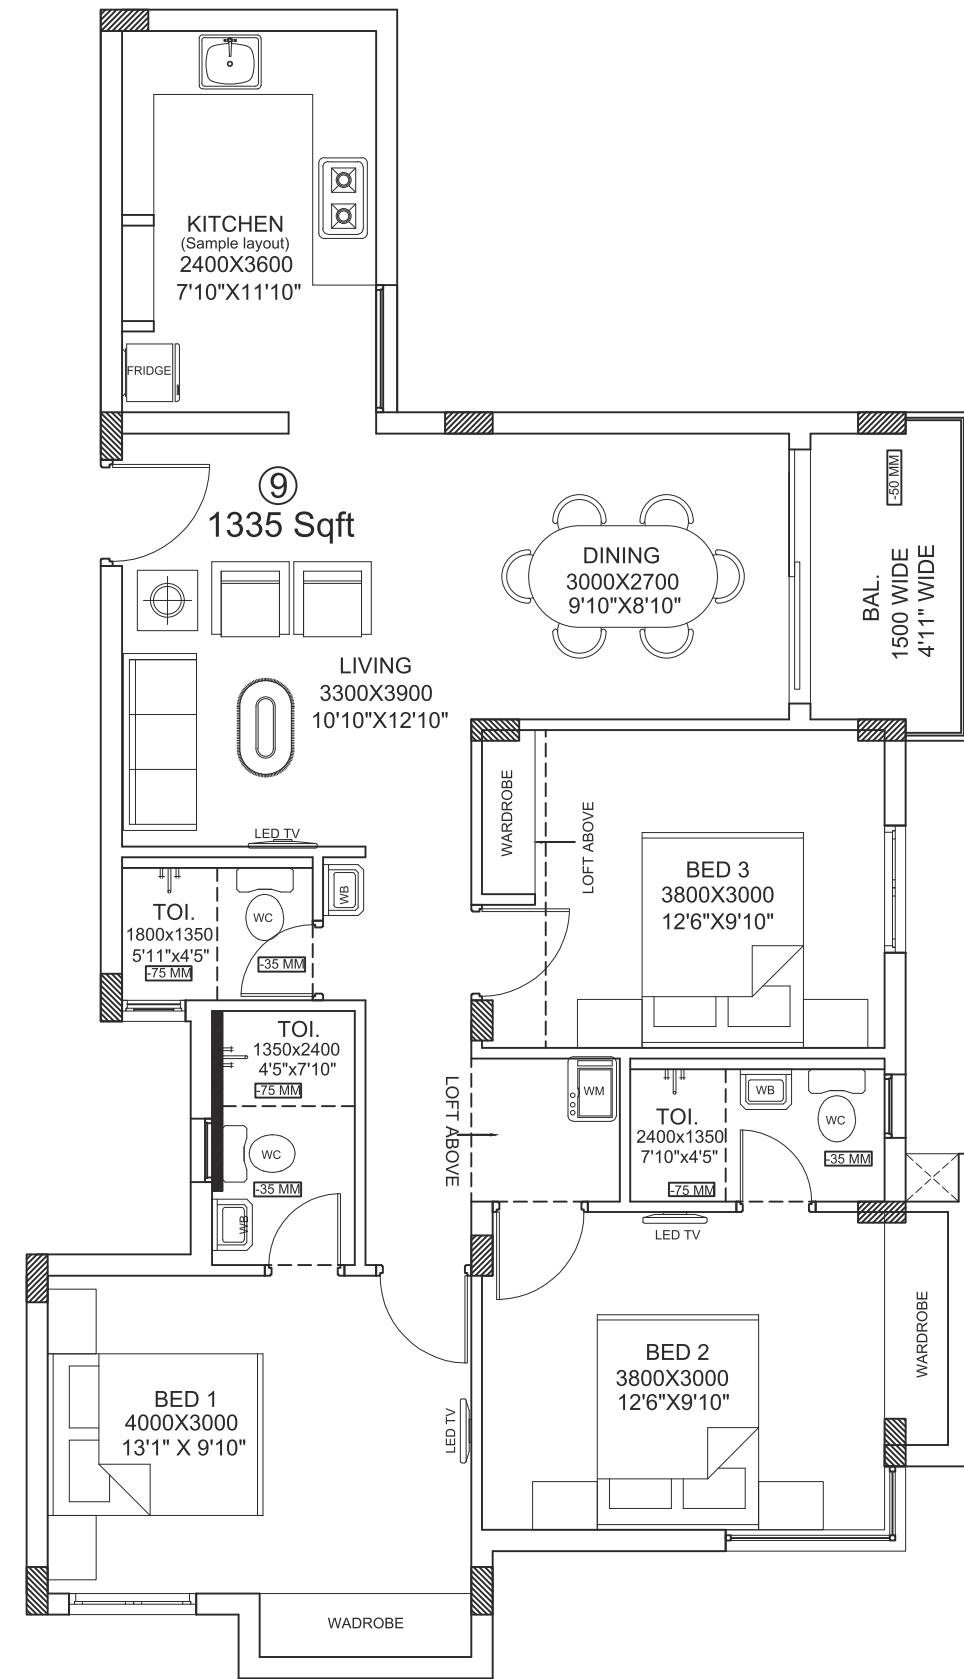 KITCHEN
(Sample layout)
2400X3600
7'10"X11'10"
FRIDGE
9
1335 Sqft
-50 MM
DINING
3000X2700
9'10"X8'10"
BAL.
1500 WIDE
4'11" WIDE
LIVING
3300X3900
10'10"X12'10"
LED TV
WARDROBE
LOFT ABOVE
BED 3
3800X3000
12'6"X9'10"
WB
TOI.
1800x1350
5'11"x4'5"
-75 MM
WC
-35 MM
TOI.
1350x2400
4'5"x7'10"
-75 MM
WC
-35 MM
WB
LOFT ABOVE
WM
TOI.
2400x1350
7'10"x4'5"
-75 MM
WB
WC
-35 MM
LED TV
WARDROBE
BED 2
3800X3000
12'6"X9'10"
BED 1
4000X3000
13'1" X 9'10"
LED TV
WADROBE